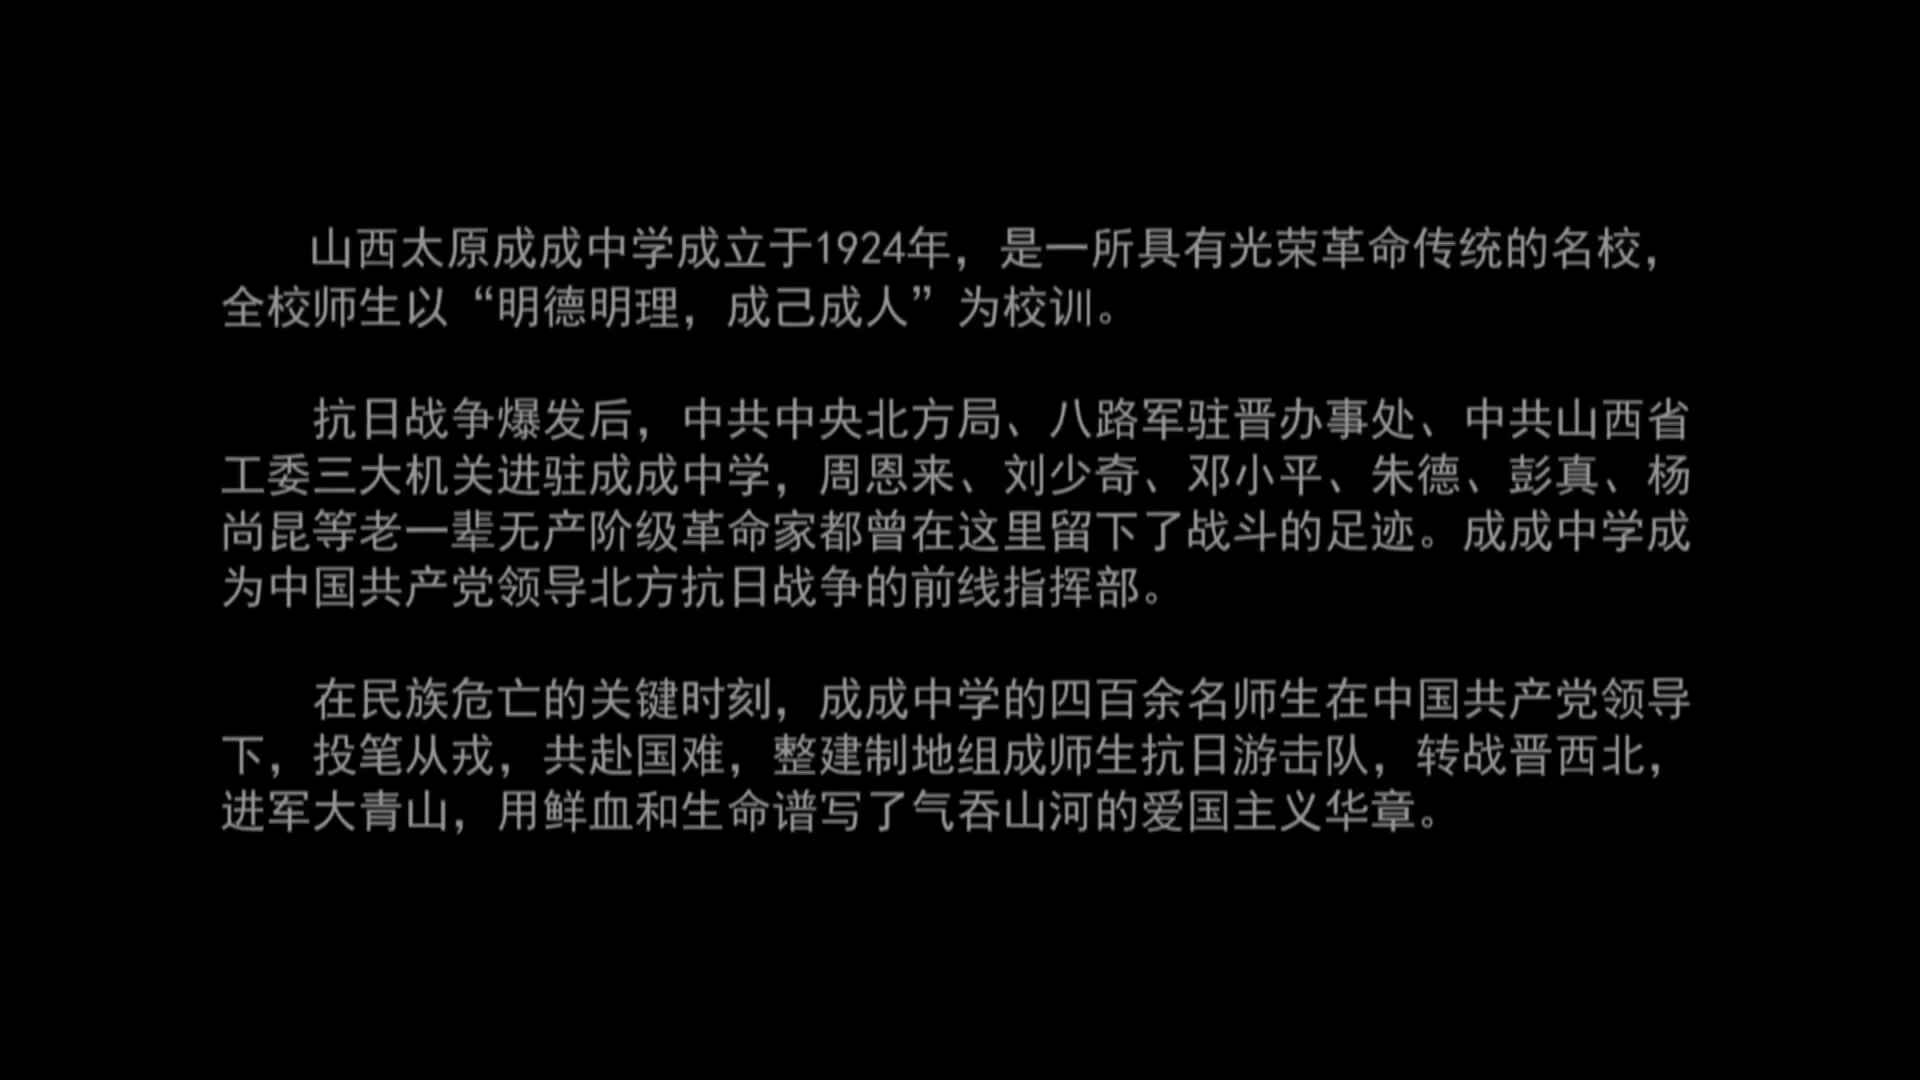 山西太原成成中学成立于1924年，是一所具有光荣革命传统的名校，
全校师生以“明德明理，成己成人”为校训。
抗日战争爆发后，中共中央北方局、八路军驻晋办事处、中共山西省
工委三大机关进驻成成中学，周恩来、刘少奇、邓小平、朱德、彭真、杨
尚昆等老一辈无产阶级革命家都曾在这里留下了战斗的足迹。成成中学成
为中国共产党领导北方抗日战争的前线指挥部。
在民族危亡的关键时刻，成成中学的四百余名师生在中国共产党领导
下，投笔从戎，共赴国难，整建制地组成师生抗日游击队，转战晋西北，
进军大青山，用鲜血和生命谱写了气吞山河的爱国主义华章。